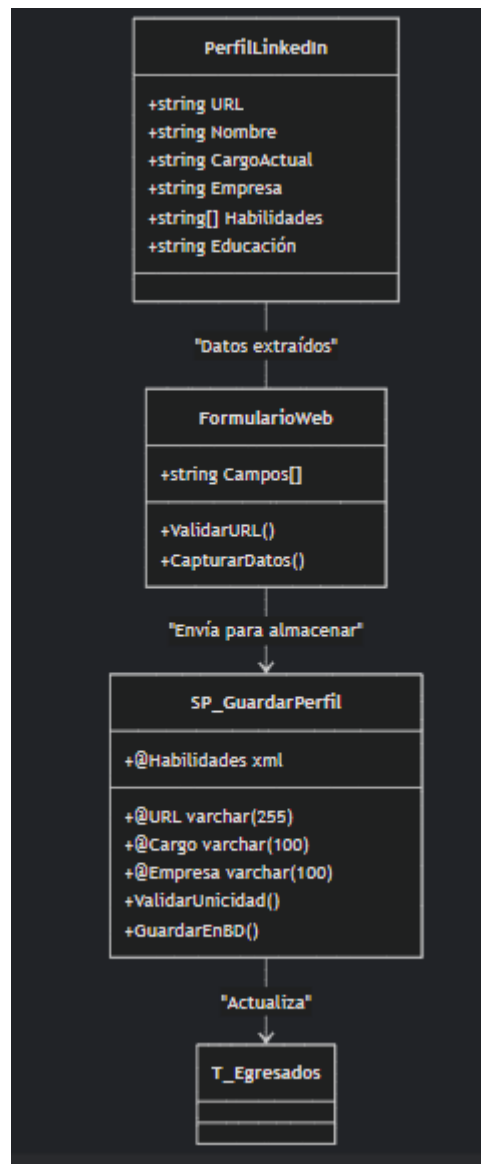 PerfilLinkedIn
+string URL
+string Nombre
+string CargoActual
+string Empresa
+string[] Habilidades
+string Educación
"Datos extraídos"
FormularioWeb
+string Campos[]
+ValidarURL()
+CapturarDatos()
"Envía para almacenar"
SP_GuardarPerfil
+@Habilidades xml
+@URL varchar(255)
+@Cargo varchar(100)
+@Empresa varchar(100)
+ValidarUnicidad()
+GuardarEnBD()
"Actualiza"
T_Egresados